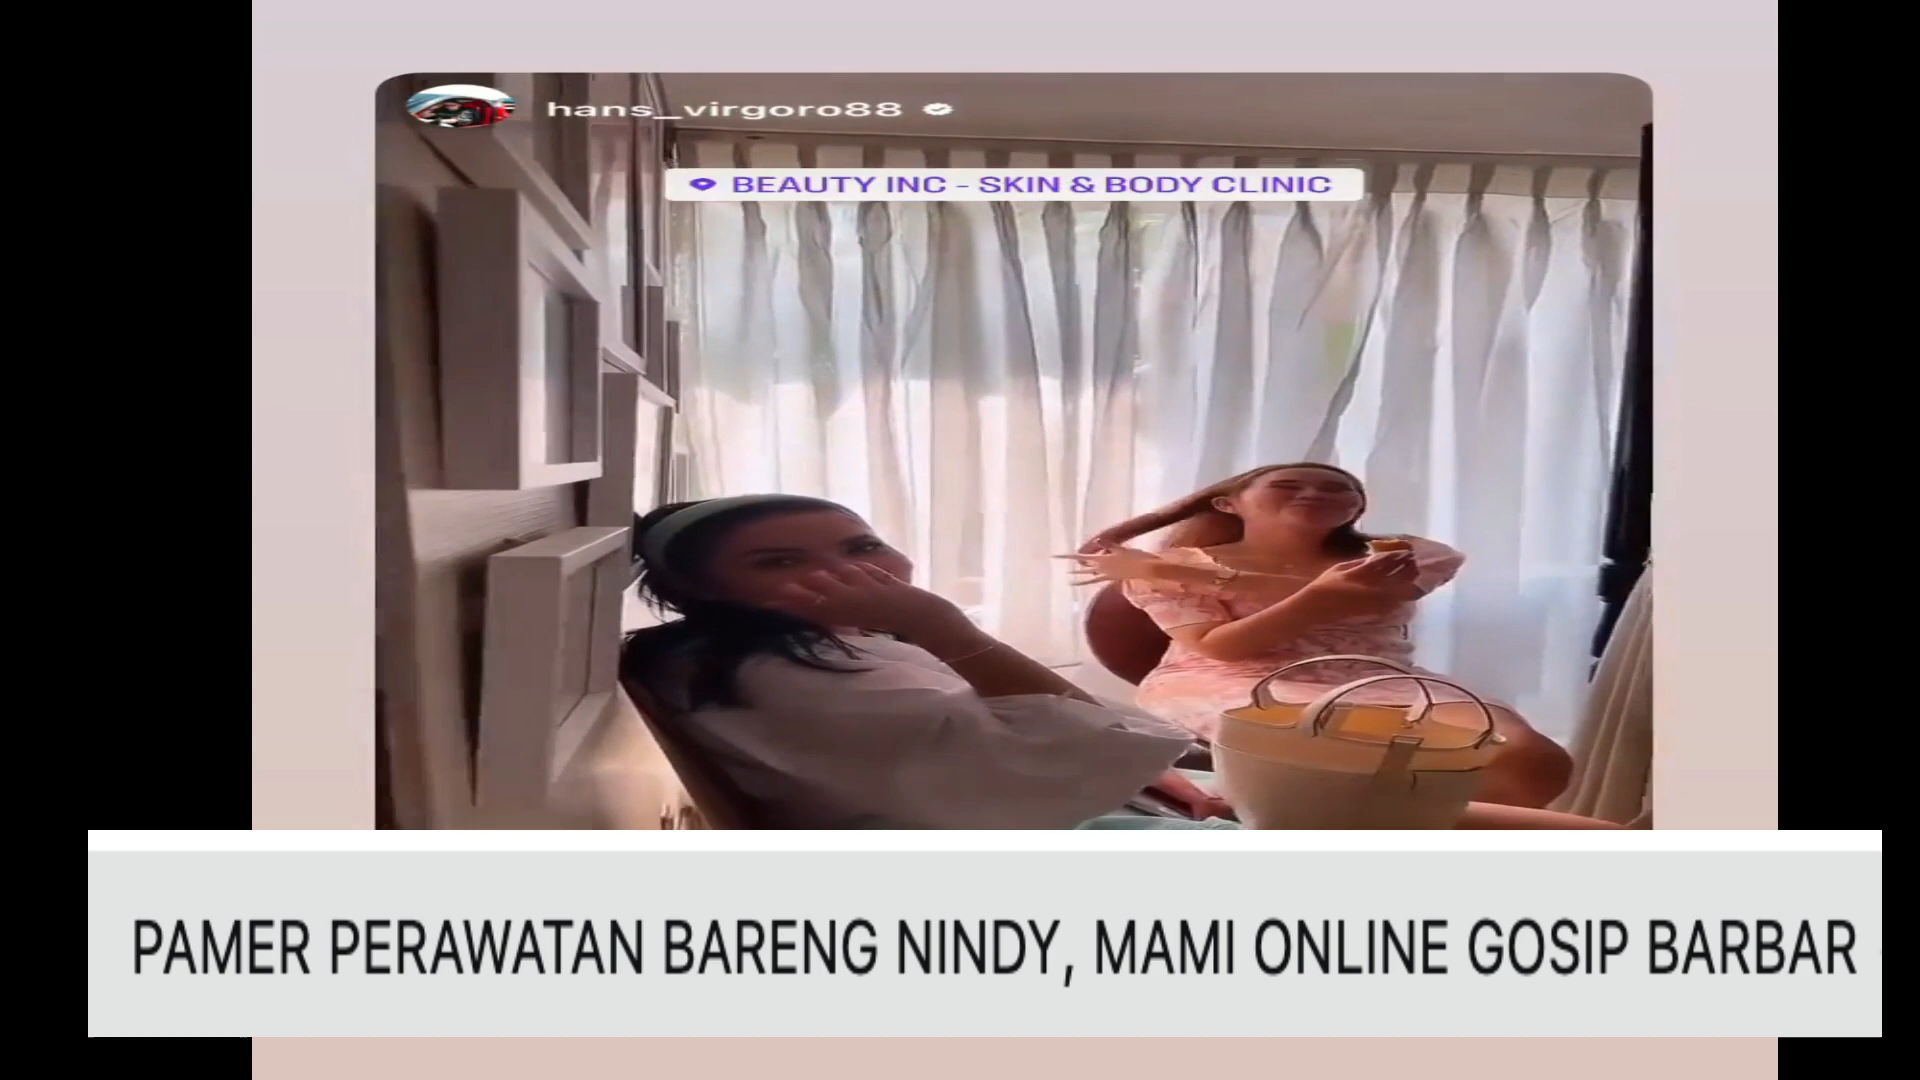 hans_virgoro88
BEAUTY INC - SKIN & BODY CLINIC
PAMER PERAWATAN BARENG NINDY, MAMI ONLINE GOSIP BARBAR